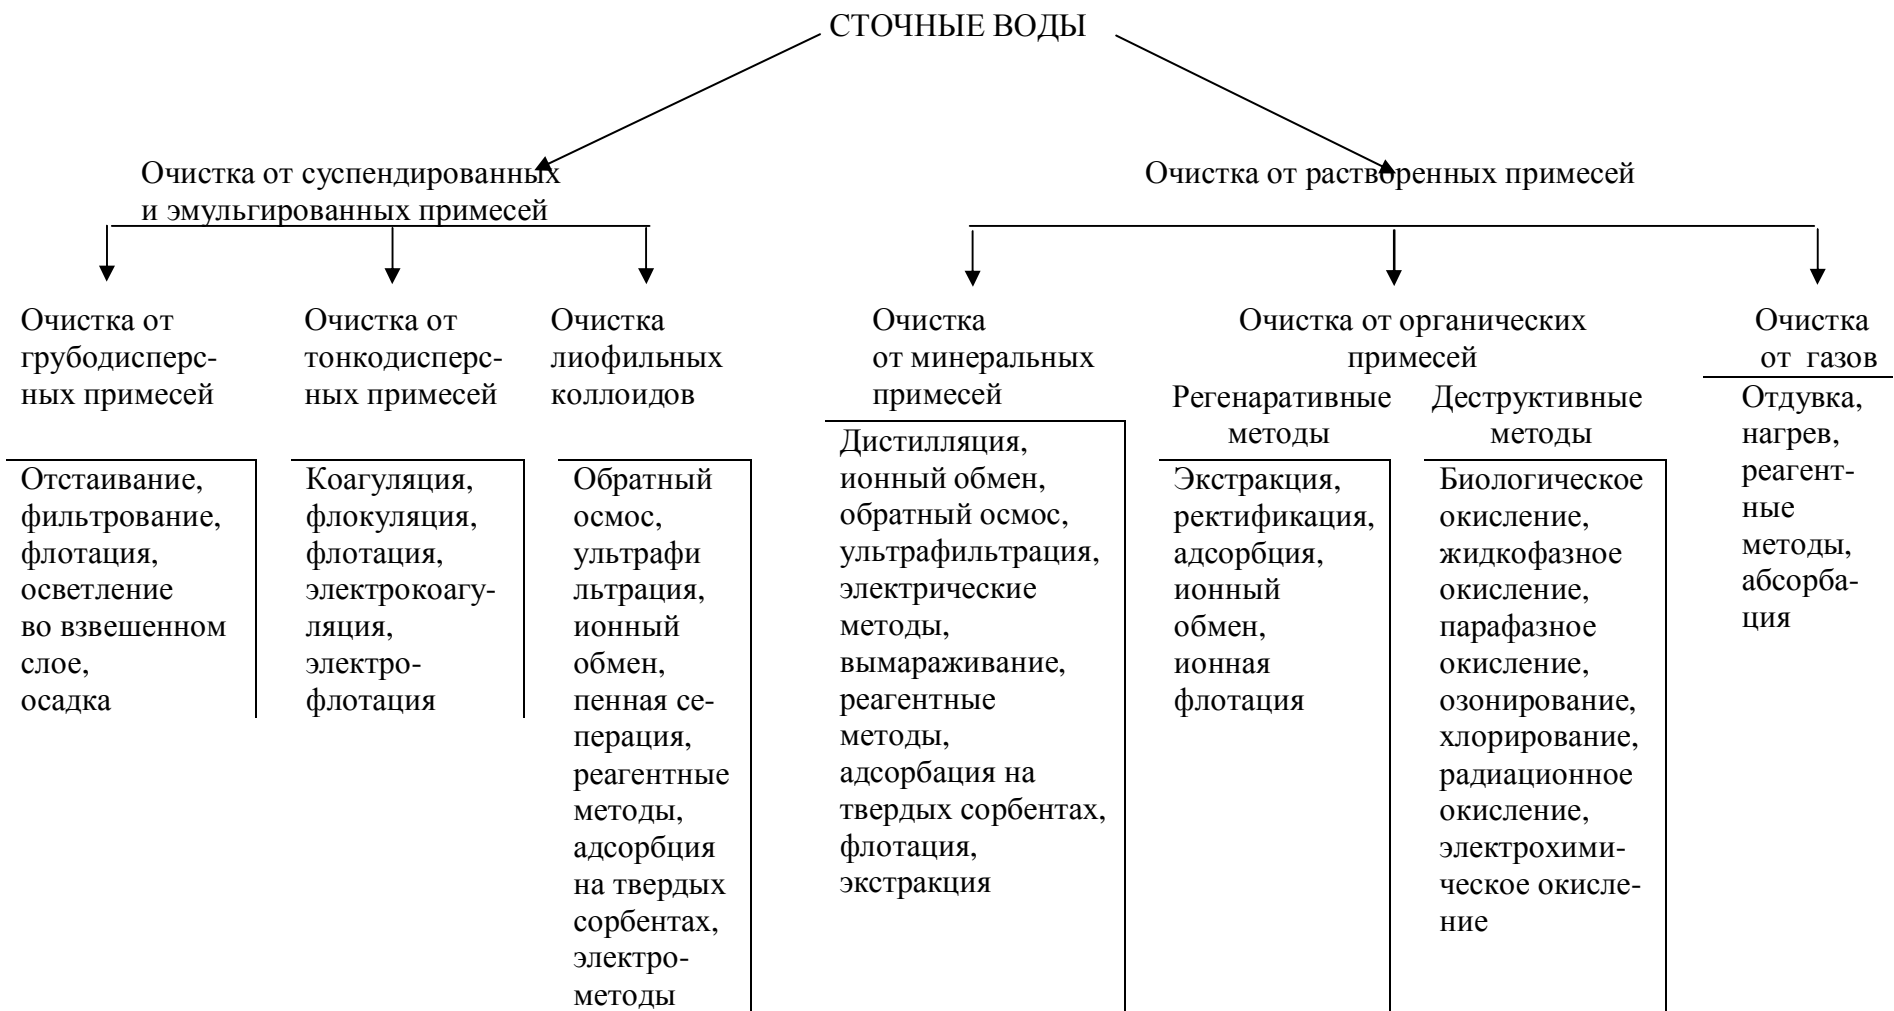 СТОЧНЫЕ ВОДЫ
Очистка от суспендированных
и эмульгированных примесей
Очистка от растворенных примесей
Очистка от
грубодисперс-
ных примесей
Отстаивание,
фильтрование,
флотация,
осветление
во взвешенном
слое,
осадка
Очистка от
тонкодисперс-
ных примесей
Коагуляция,
флокуляция,
флотация,
электрокоагу-
ляция,
электро-
флотация
Очистка
лиофильных
коллоидов
Обратный
осмос,
ультрафи
льтрация,
ионный
обмен,
пенная се-
перация,
реагентные
методы,
адсорбция
на твердых
сорбентах,
электро-
методы
Очистка
от минеральных
примесей
Дистилляция,
ионный обмен,
обратный осмос,
ультрафильтрация,
электрические
методы,
вымараживание,
реагентные
методы,
адсорбация на
твердых сорбентах,
флотация,
экстракция
Очистка от органических
примесей
Регенаративные
методы
Экстракция,
ректификация,
адсорбция,
ионный
обмен,
ионная
флотация
Деструктивные
методы
Биологическое
окисление,
жидкофазное
окисление,
парафазное
окисление,
озонирование,
хлорирование,
радиационное
окисление,
электрохими-
ческое окисле-
ние
Очистка
от газов
Отдувка,
нагрев,
реагент-
ные
методы,
абсорба-
ция